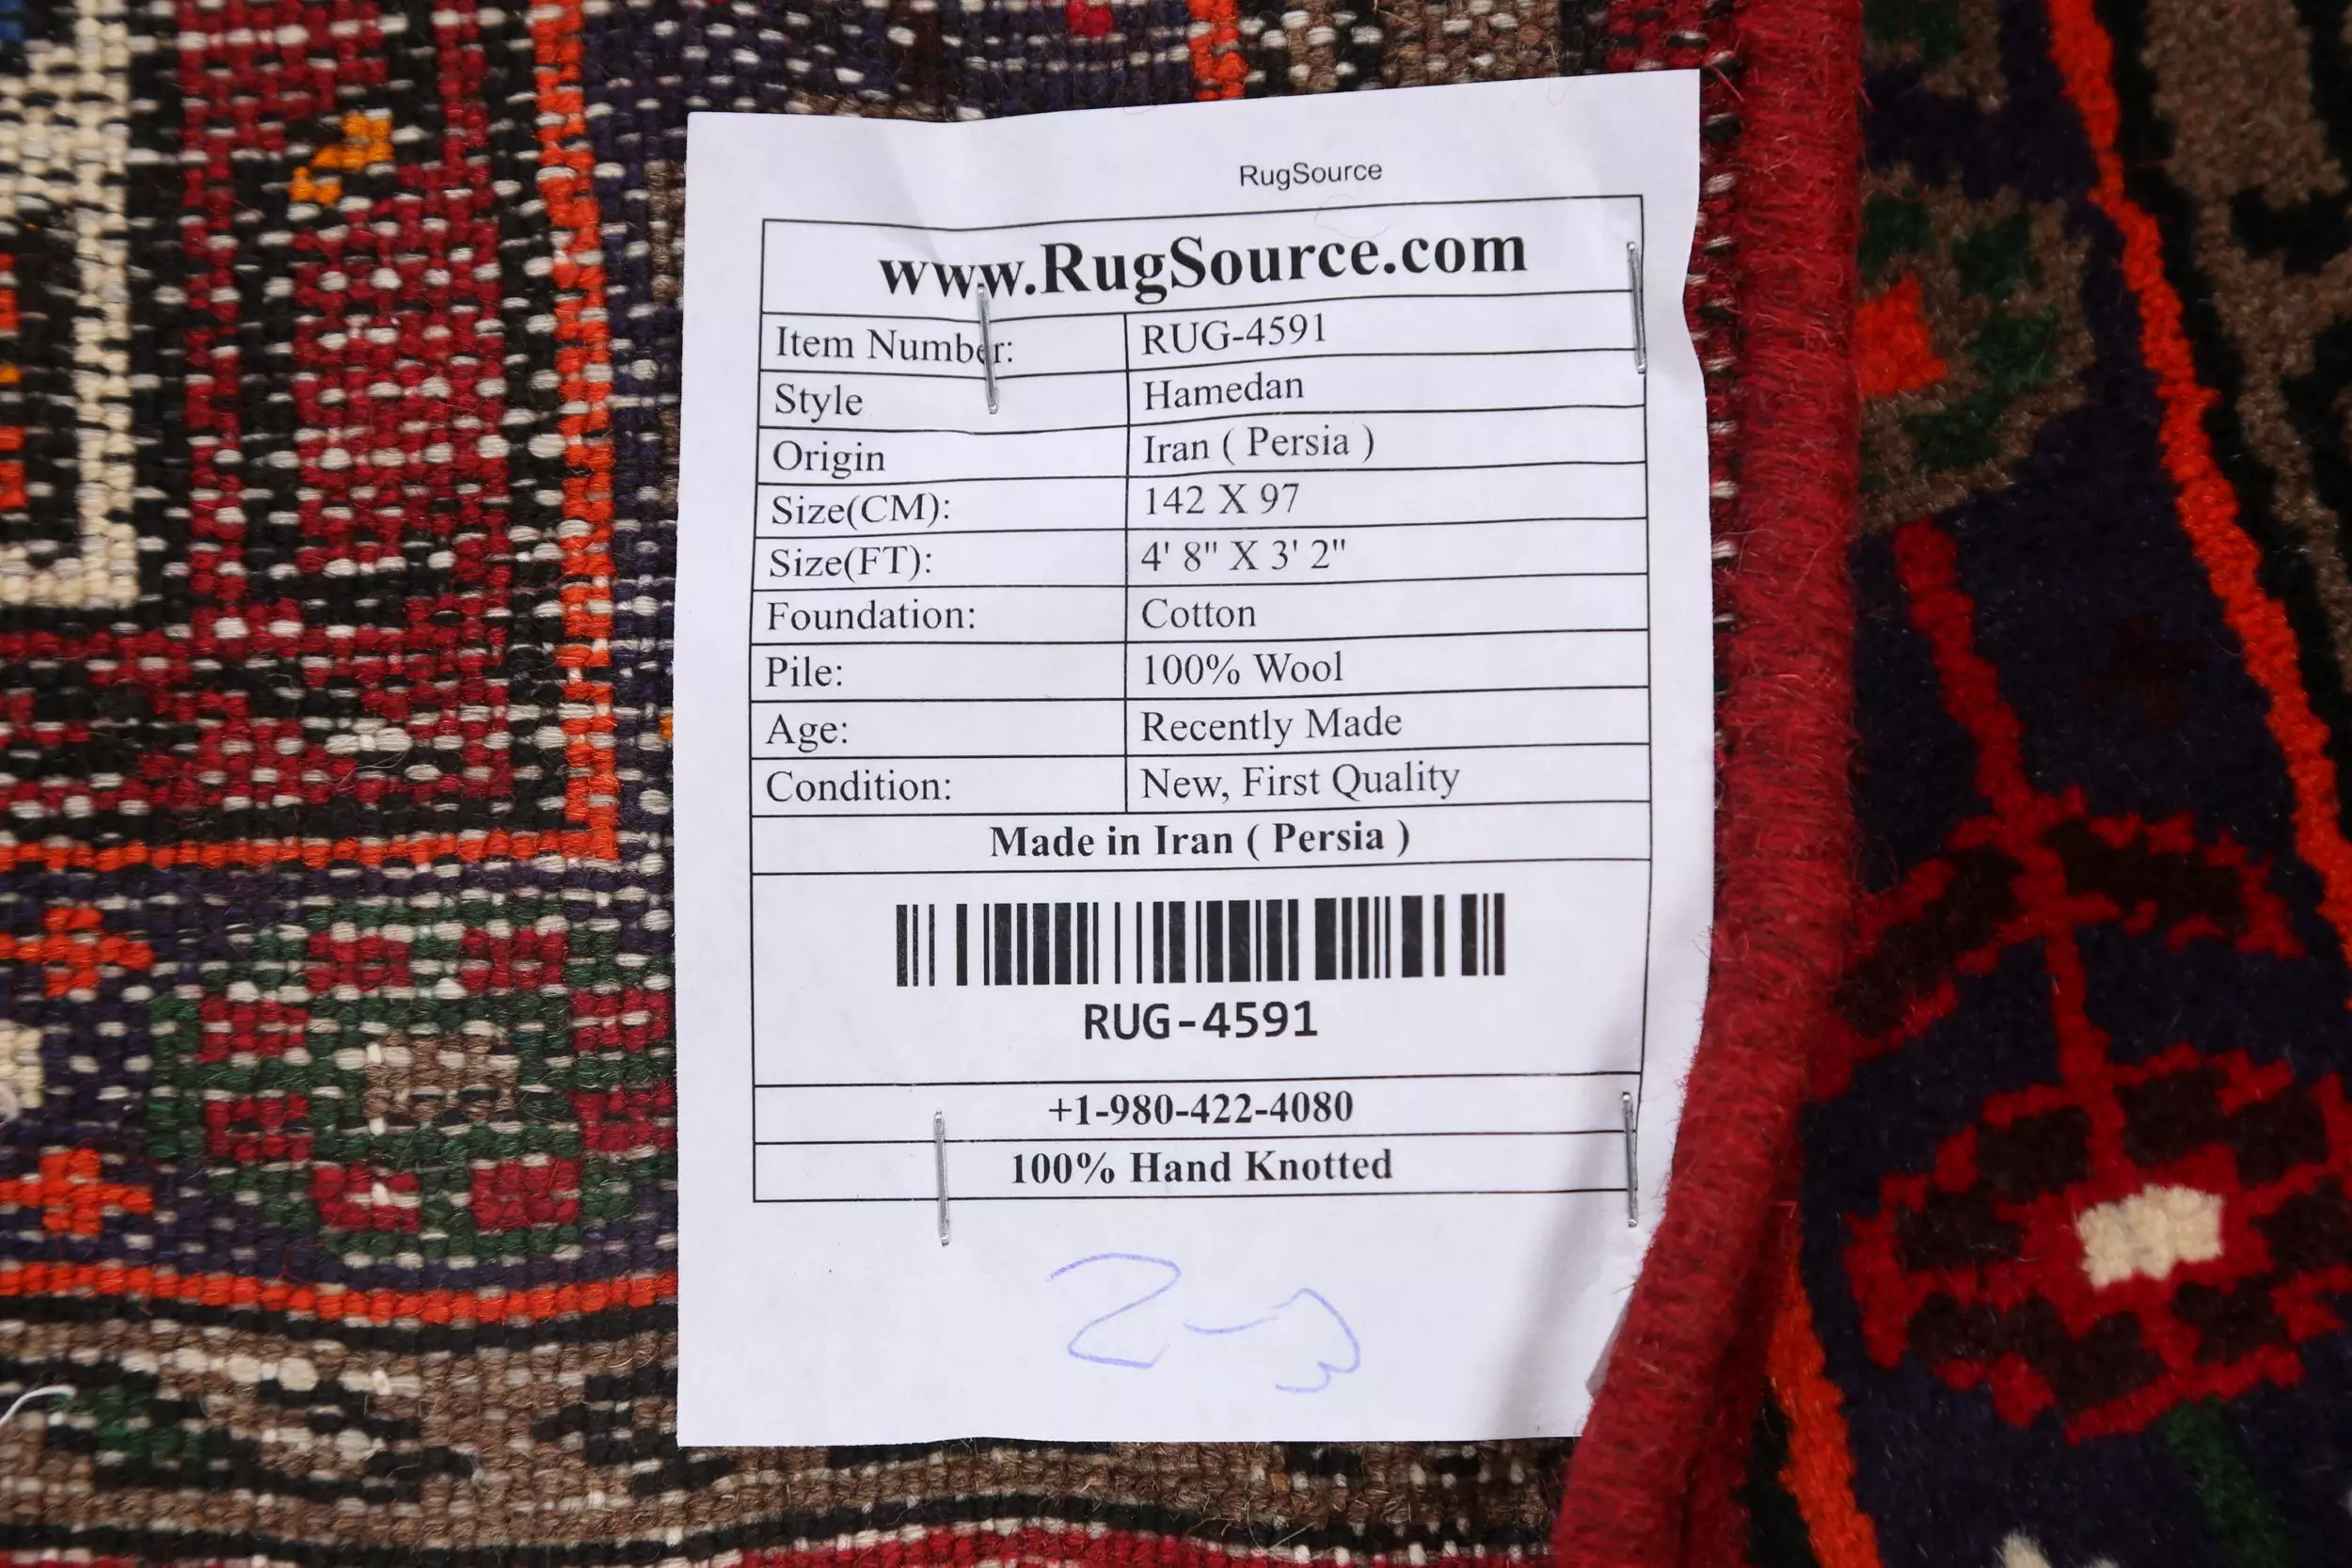 RugSource
www.RugSource.com
Item Number: RUG-4591
Style Hamedan
Origin Iran ( Persia )
Size(CM): 142 X 97
Size(FT): 4' 8" X 3' 2"
Foundation: Cotton
Pile: 100% Wool
Age: Recently Made
Condition: New, First Quality
Made in Iran ( Persia )
RUG-4591
+1-980-422-4080
100% Hand Knotted